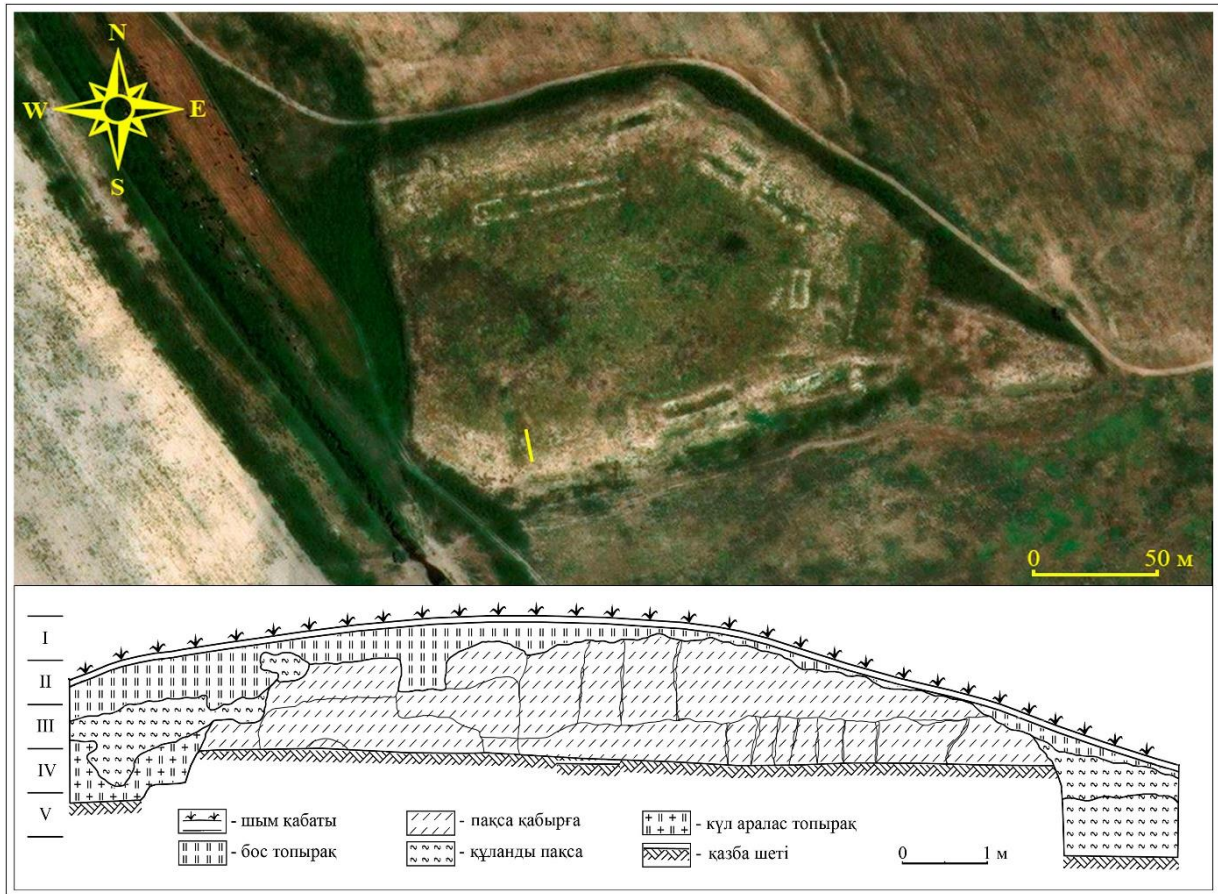 N
W E
S
0 50 м
I
II
III
IV
V
- шым қабаты
- пақса қабырға
- күл аралас топырақ
- бос топырақ
- құланды пақса
- қазба шеті
0 1 м